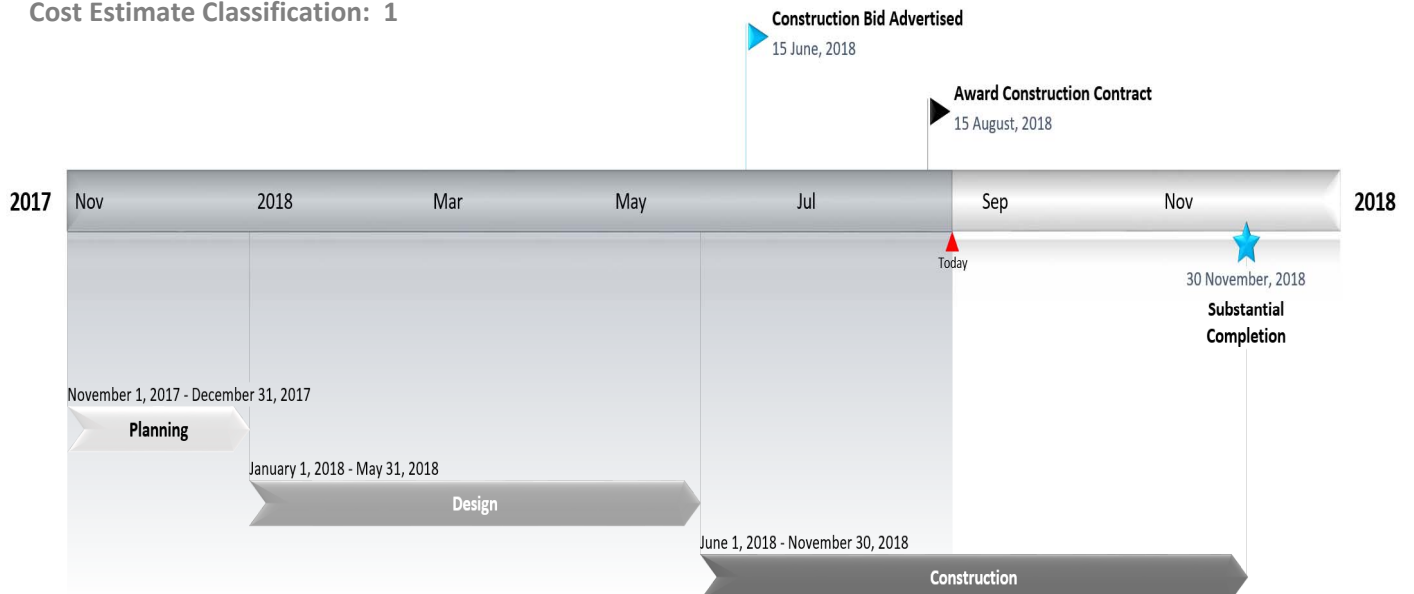 Cost Estimate Classification: 1
Construction Bid Advertised
15 June, 2018
Award Construction Contract
15 August, 2018
2017 Nov 2018 Mar May Jul Sep Nov 2018
Today
30 November, 2018
Substantial
Completion
November 1, 2017 - December 31, 2017
Planning
January 1, 2018 - May 31, 2018
Design
June 1, 2018 - November 30, 2018
Construction